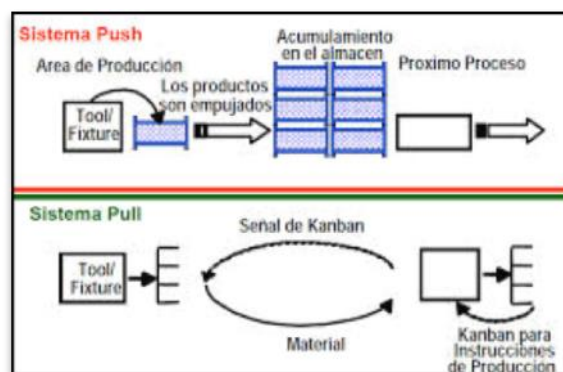 Sistema Push
Acumulamiento
en el almacen
Area de Producción
Los productos
son empujados
Proximo Proceso
Tool/
Fixture
Sistema Pull
Señal de Kanban
Tool/
Fixture
Material
Kanban para
Instrucciones
de Producción